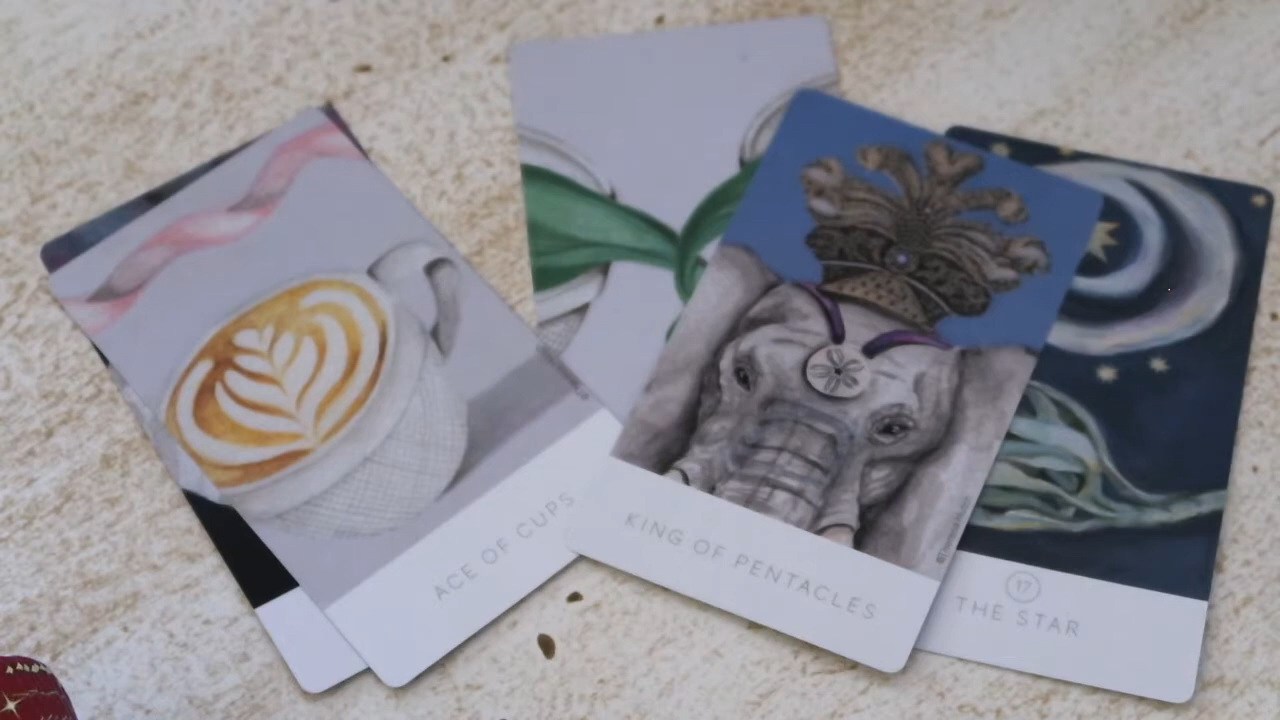 ACE OF CUPS
KING OF PENTACLES
17
THE STAR